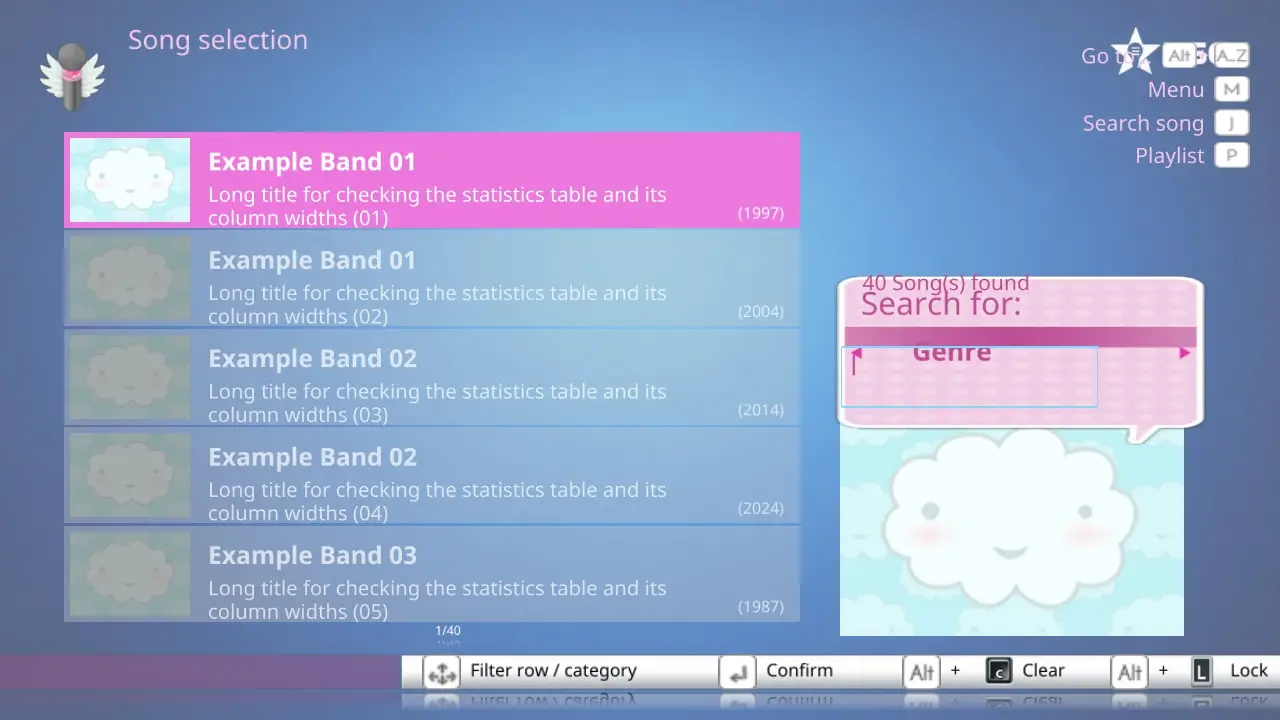 Song selection
Go to Alt A..Z
Menu M
Search song J
Playlist P
Example Band 01
Long title for checking the statistics table and its
column widths (01)
(1997)
Example Band 01
Long title for checking the statistics table and its
column widths (02)
(2004)
Example Band 02
Long title for checking the statistics table and its
column widths (03)
(2014)
Example Band 02
Long title for checking the statistics table and its
column widths (04)
(2024)
Example Band 03
Long title for checking the statistics table and its
column widths (05)
(1987)
1/40
40 Song(s) found
Search for:
Genre
Filter row / category
Confirm
Alt + C Clear
Alt + L Lock